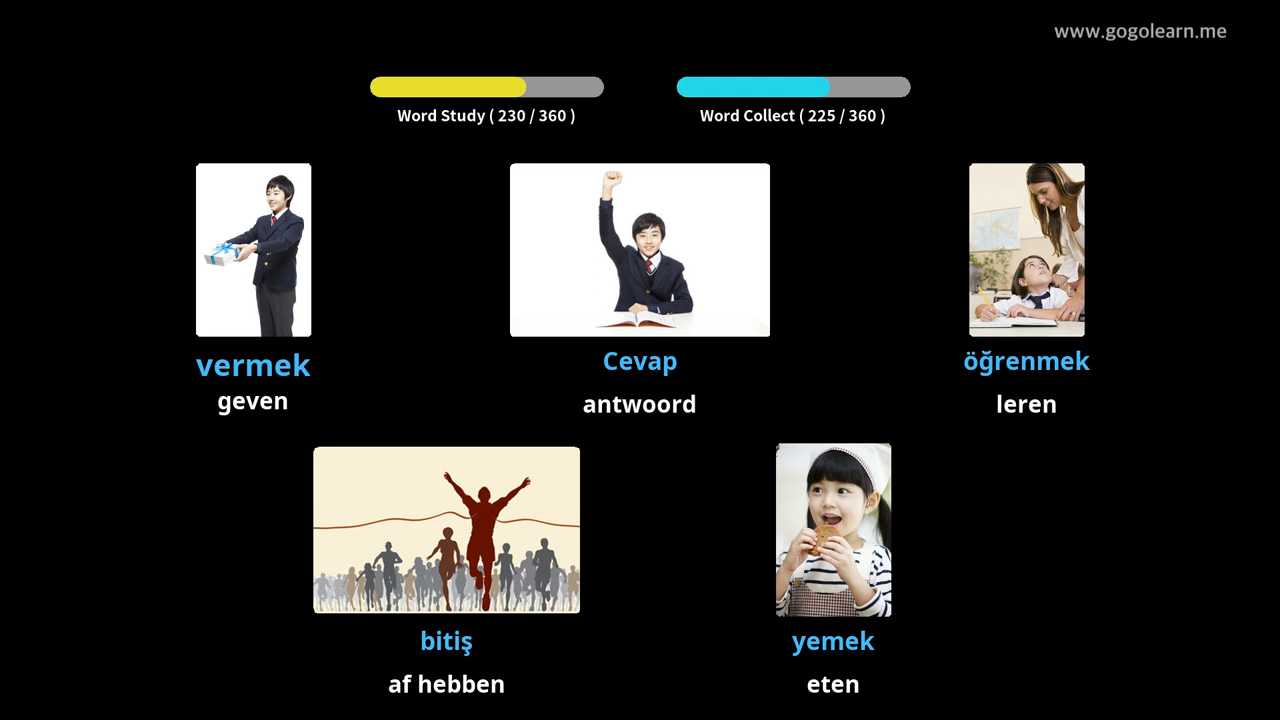 www.gogolearn.me
Word Study ( 230 / 360 )
Word Collect ( 225 / 360 )
vermek
geven
Cevap
antwoord
öğrenmek
leren
bitiş
af hebben
yemek
eten